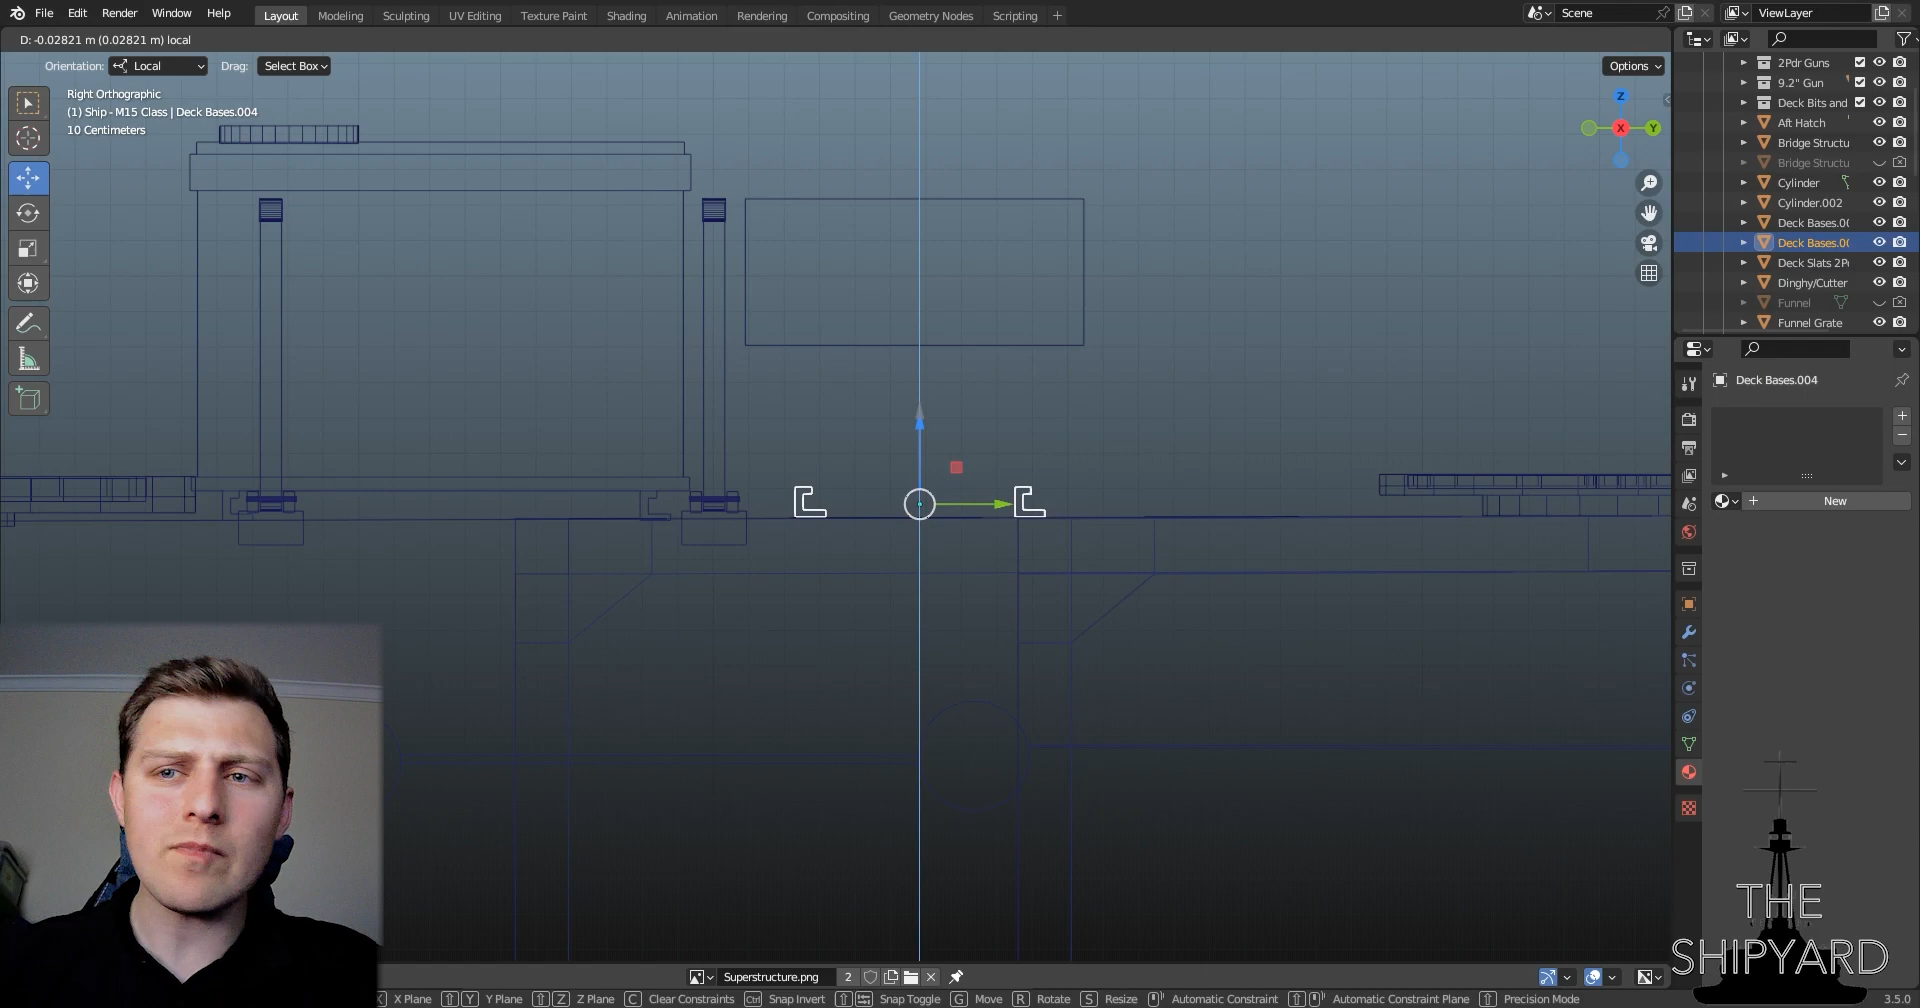 File Edit Render Window Help Layout Modeling Sculpting UV Editing Texture Paint Shading Animation Rendering Compositing Geometry Nodes Scripting + Scene ViewLayer
D: -0.02821 m (0.02821 m) local
Orientation: Local Drag: Select Box Options
Right Orthographic
(1) Ship - M15 Class | Deck Bases.004
10 Centimeters
Z
X
Y
2Pdr Guns
9.2" Gun
Deck Bits and
Aft Hatch
Bridge Structu
Bridge Structu
Cylinder
Cylinder.002
Deck Bases.00
Deck Bases.00
Deck Slats 2P
Dinghy/Cutter
Funnel
Funnel Grate
Deck Bases.004
New
THE
SHIPYARD
Superstructure.png 2
X X Plane Y Y Plane Z Z Plane C Clear Constraints Ctrl Snap Invert Snap Toggle G Move R Rotate S Resize Automatic Constraint Automatic Constraint Plane Precision Mode 3.5.0